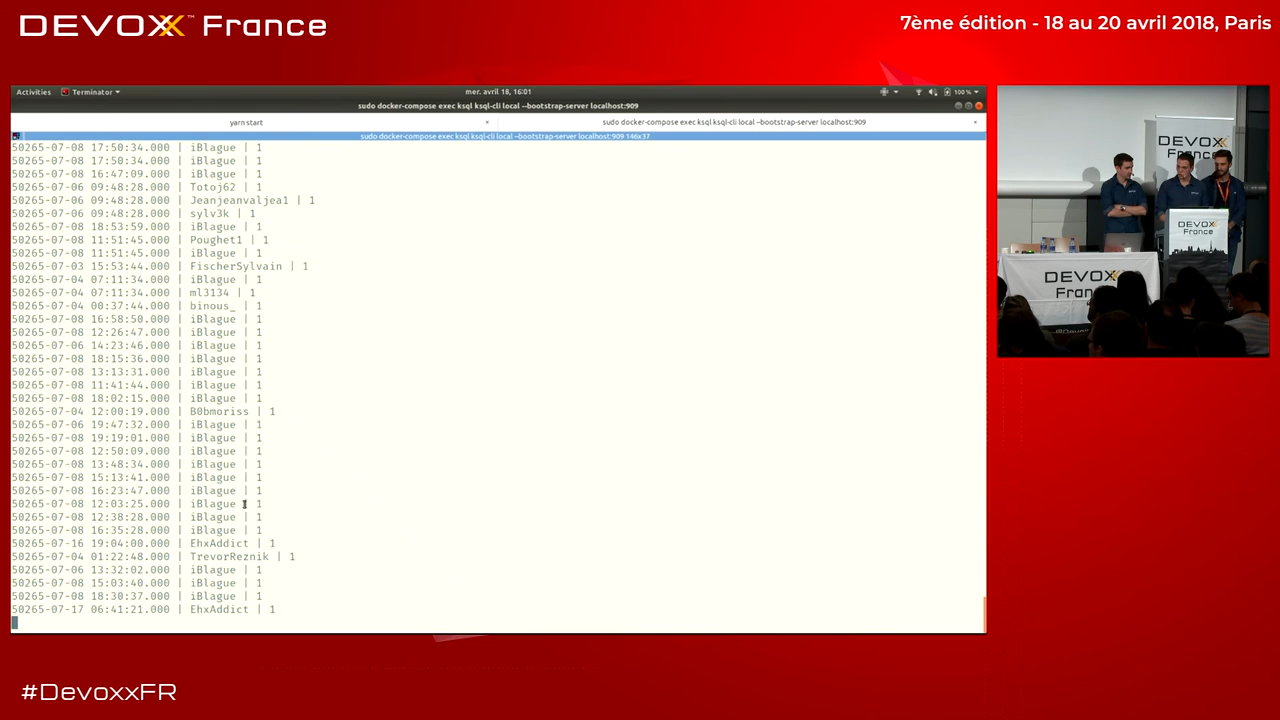 DEVOXX™ France
7ème édition - 18 au 20 avril 2018, Paris
Activities Terminator mer. avril 18, 16:01 100 %
sudo docker-compose exec ksql ksql-cli local --bootstrap-server localhost:909
yarn start × sudo docker-compose exec ksql ksql-cli local --bootstrap-server localhost:909 ×
sudo docker-compose exec ksql ksql-cli local --bootstrap-server localhost:909 146x37
50265-07-08 17:50:34.000 | iBlague | 1
50265-07-08 17:50:34.000 | iBlague | 1
50265-07-08 16:47:09.000 | iBlague | 1
50265-07-06 09:48:28.000 | Totoj62 | 1
50265-07-06 09:48:28.000 | Jeanjeanvaljea1 | 1
50265-07-06 09:48:28.000 | sylv3k | 1
50265-07-08 18:53:59.000 | iBlague | 1
50265-07-08 11:51:45.000 | Poughet1 | 1
50265-07-08 11:51:45.000 | iBlague | 1
50265-07-03 15:53:44.000 | FischerSylvain | 1
50265-07-04 07:11:34.000 | iBlague | 1
50265-07-04 07:11:34.000 | ml3134 | 1
50265-07-04 00:37:44.000 | binous_ | 1
50265-07-08 16:58:50.000 | iBlague | 1
50265-07-08 12:26:47.000 | iBlague | 1
50265-07-06 14:23:46.000 | iBlague | 1
50265-07-08 18:15:36.000 | iBlague | 1
50265-07-08 13:13:31.000 | iBlague | 1
50265-07-08 11:41:44.000 | iBlague | 1
50265-07-08 18:02:15.000 | iBlague | 1
50265-07-04 12:00:19.000 | B0bmoriss | 1
50265-07-06 19:47:32.000 | iBlague | 1
50265-07-08 19:19:01.000 | iBlague | 1
50265-07-08 12:50:09.000 | iBlague | 1
50265-07-08 13:48:34.000 | iBlague | 1
50265-07-08 15:13:41.000 | iBlague | 1
50265-07-08 16:23:47.000 | iBlague | 1
50265-07-08 12:03:25.000 | iBlague | 1
50265-07-08 12:38:28.000 | iBlague | 1
50265-07-08 16:35:28.000 | iBlague | 1
50265-07-16 19:04:00.000 | EhxAddict | 1
50265-07-04 01:22:48.000 | TrevorReznik | 1
50265-07-06 13:32:02.000 | iBlague | 1
50265-07-08 15:03:40.000 | iBlague | 1
50265-07-08 18:30:37.000 | iBlague | 1
50265-07-17 06:41:21.000 | EhxAddict | 1
DEVOXX
France
DEVOXX
France
DEVOXX
#DevoxxFR